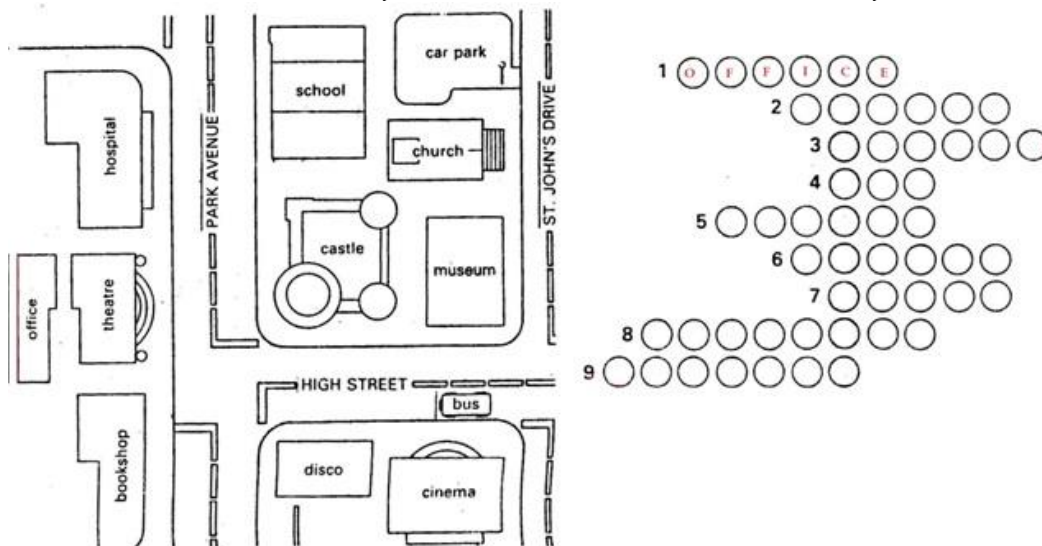 car park
school
1 O F F I C E
hospital
PARK AVENUE
ST. JOHN'S DRIVE
2
church
3
4
castle
5
museum
6
office
theatre
7
8
HIGH STREET
9
bus
bookshop
disco
cinema